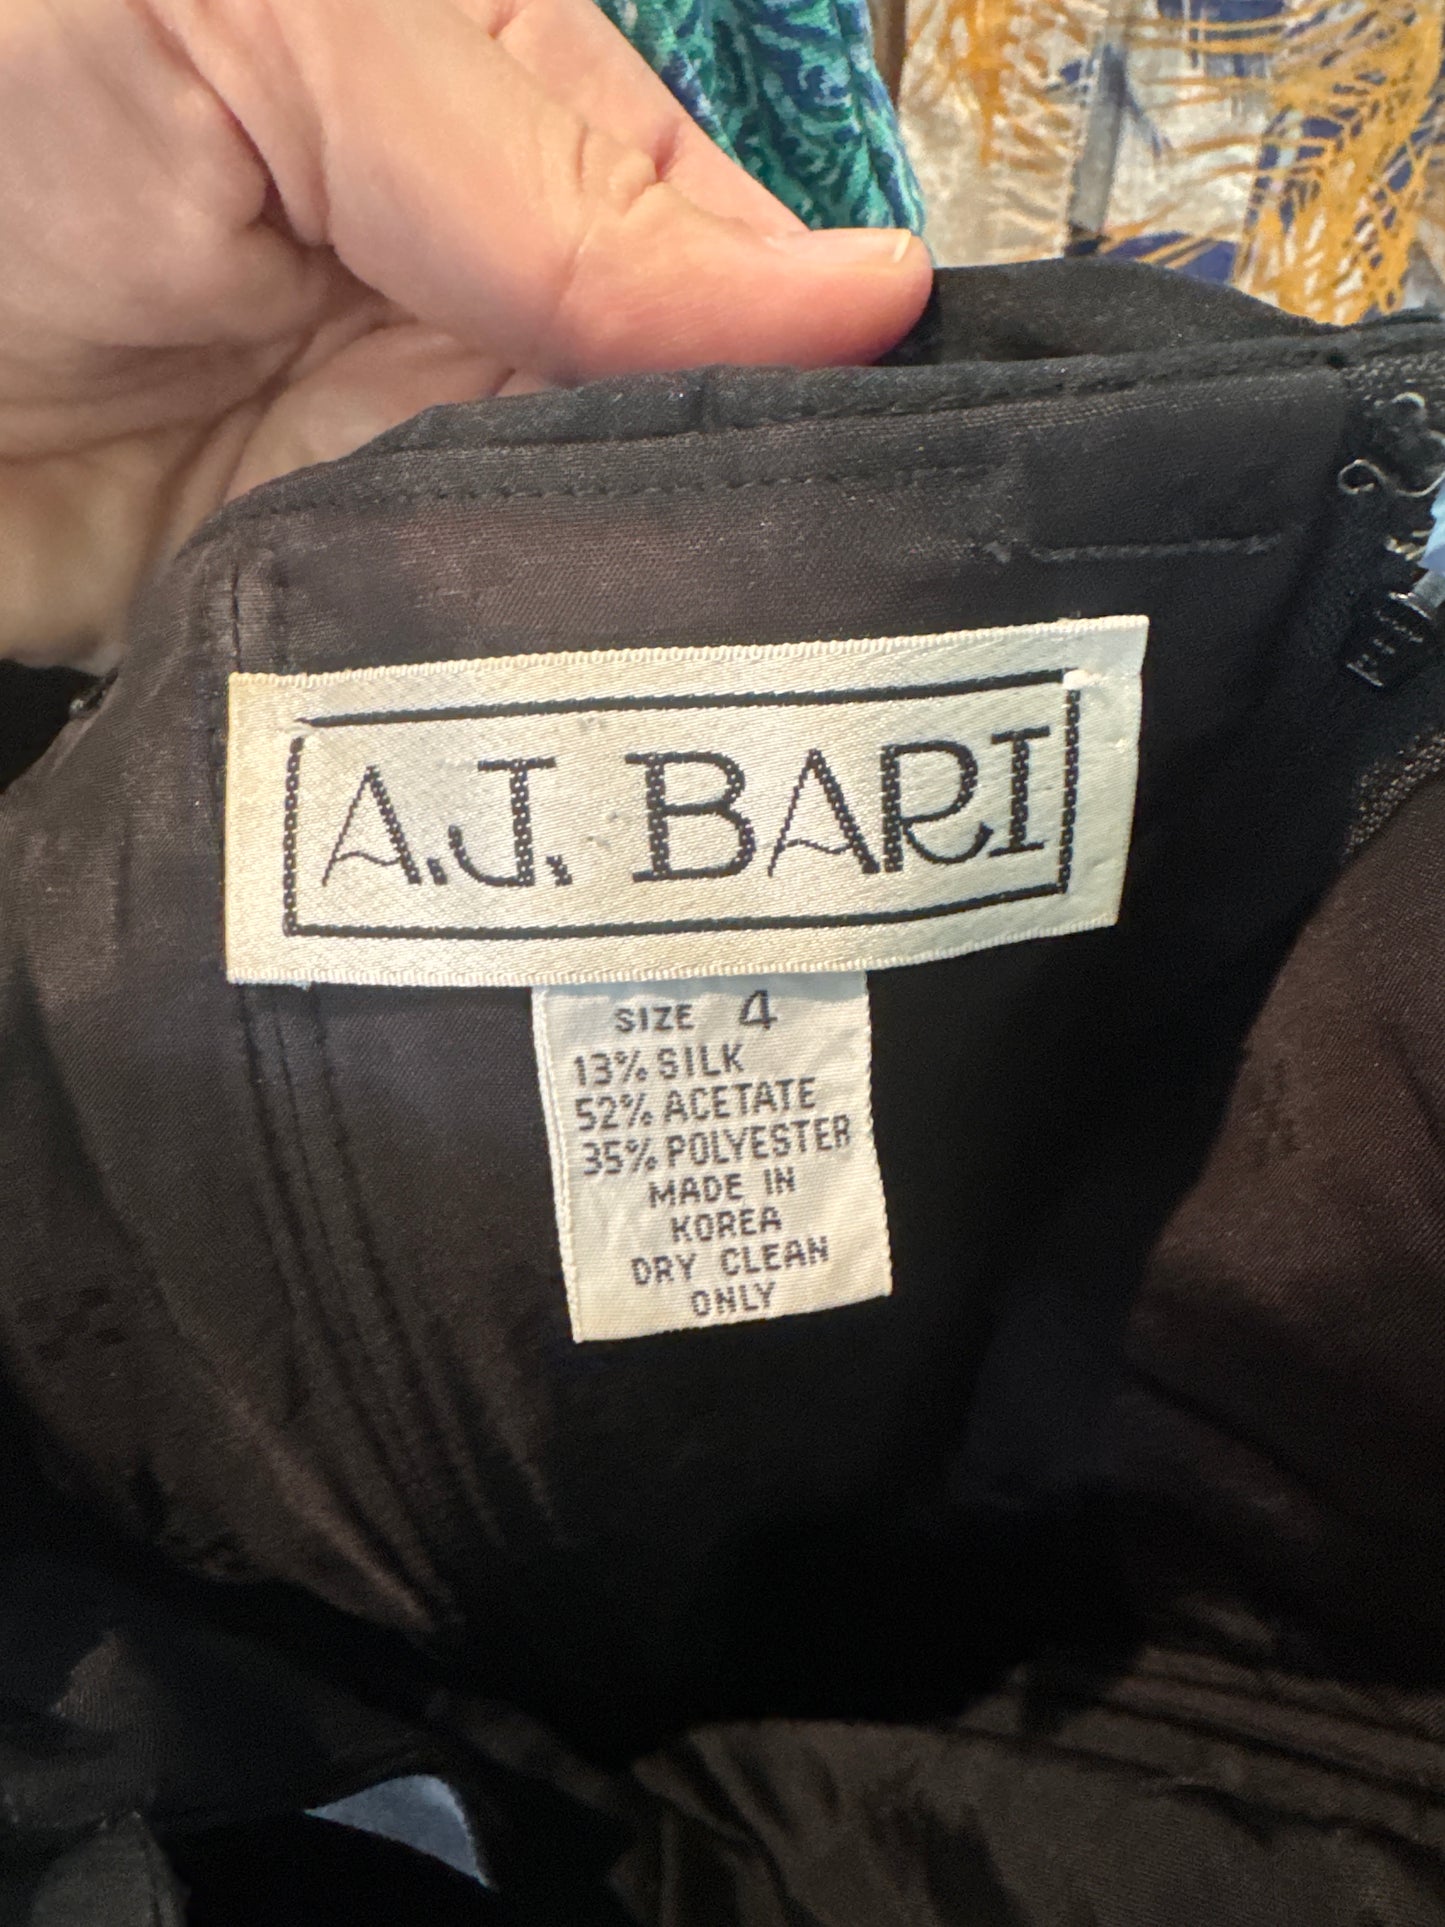 A.J. BARI
SIZE 4
13% SILK
52% ACETATE
35% POLYESTER
MADE IN
KOREA
DRY CLEAN
ONLY